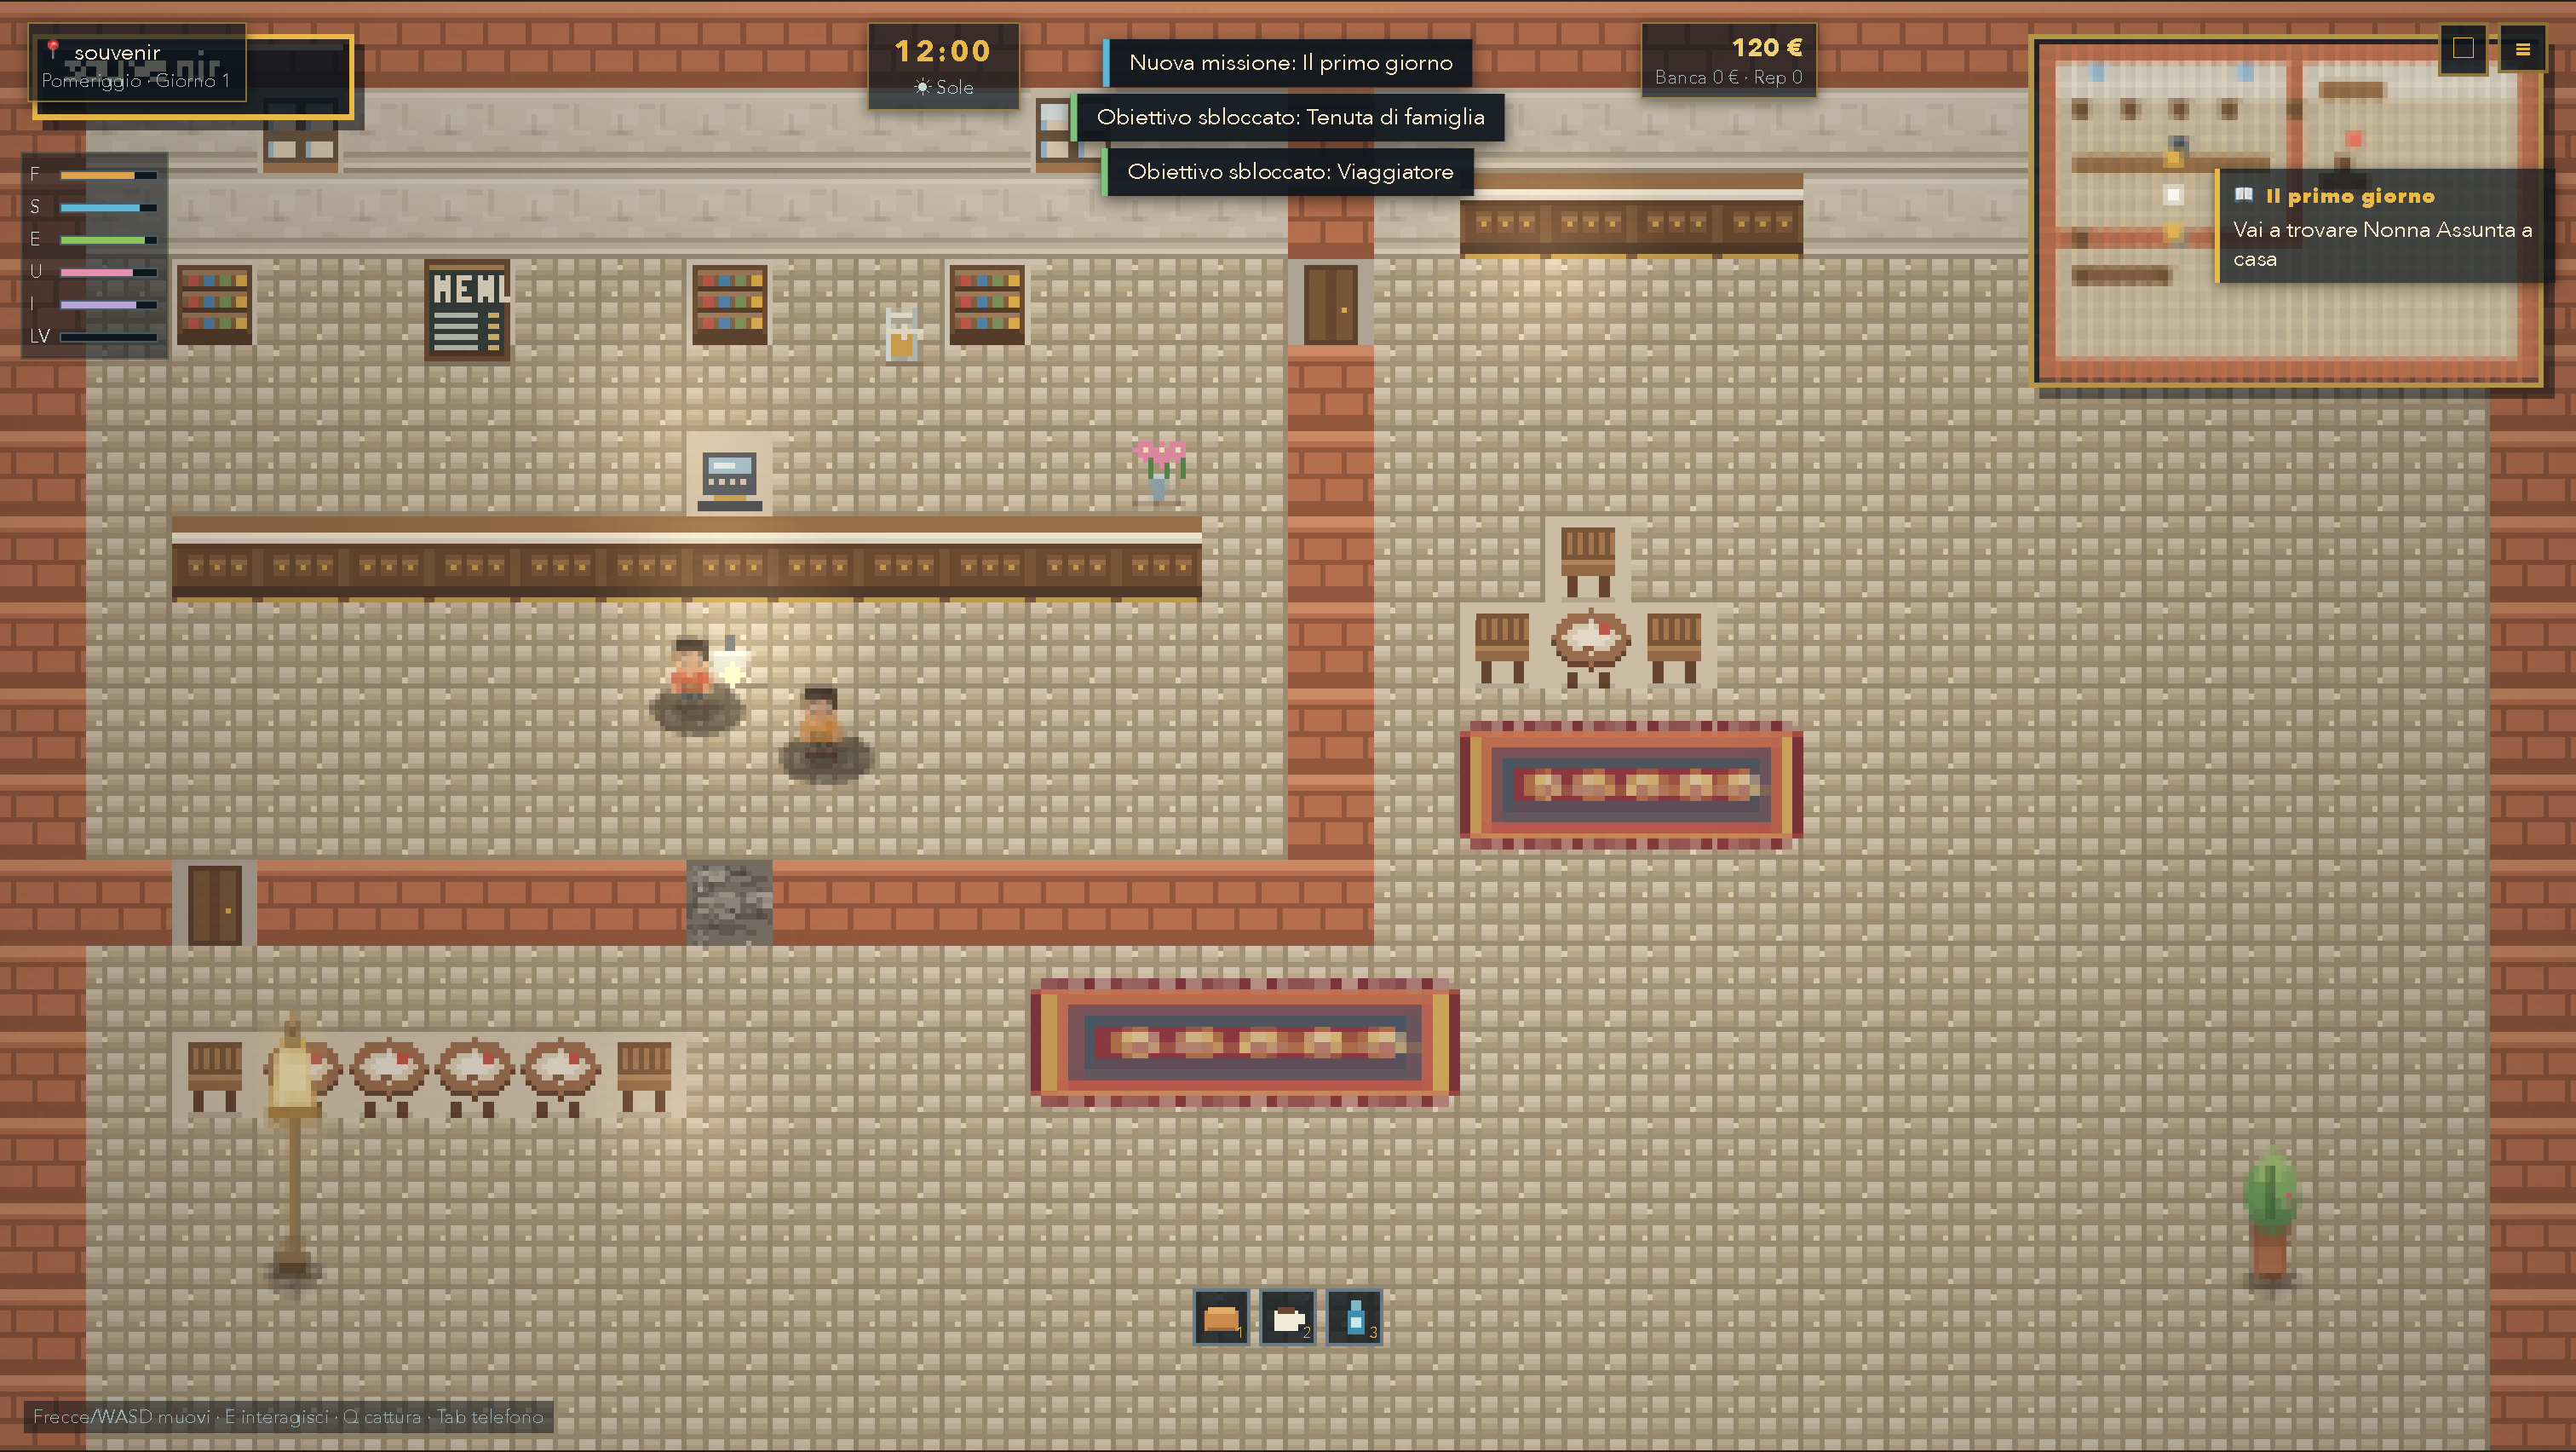 souvenir
Pomeriggio · Giorno 1
12:00
Sole
Nuova missione: Il primo giorno
Obiettivo sbloccato: Tenuta di famiglia
Obiettivo sbloccato: Viaggiatore
120 €
Banca 0 € · Rep 0
Il primo giorno
Vai a trovare Nonna Assunta a
casa
F
S
E
U
I
LV
1
2
3
Frecce/WASD muovi · E interagisci · Q cattura · Tab telefono